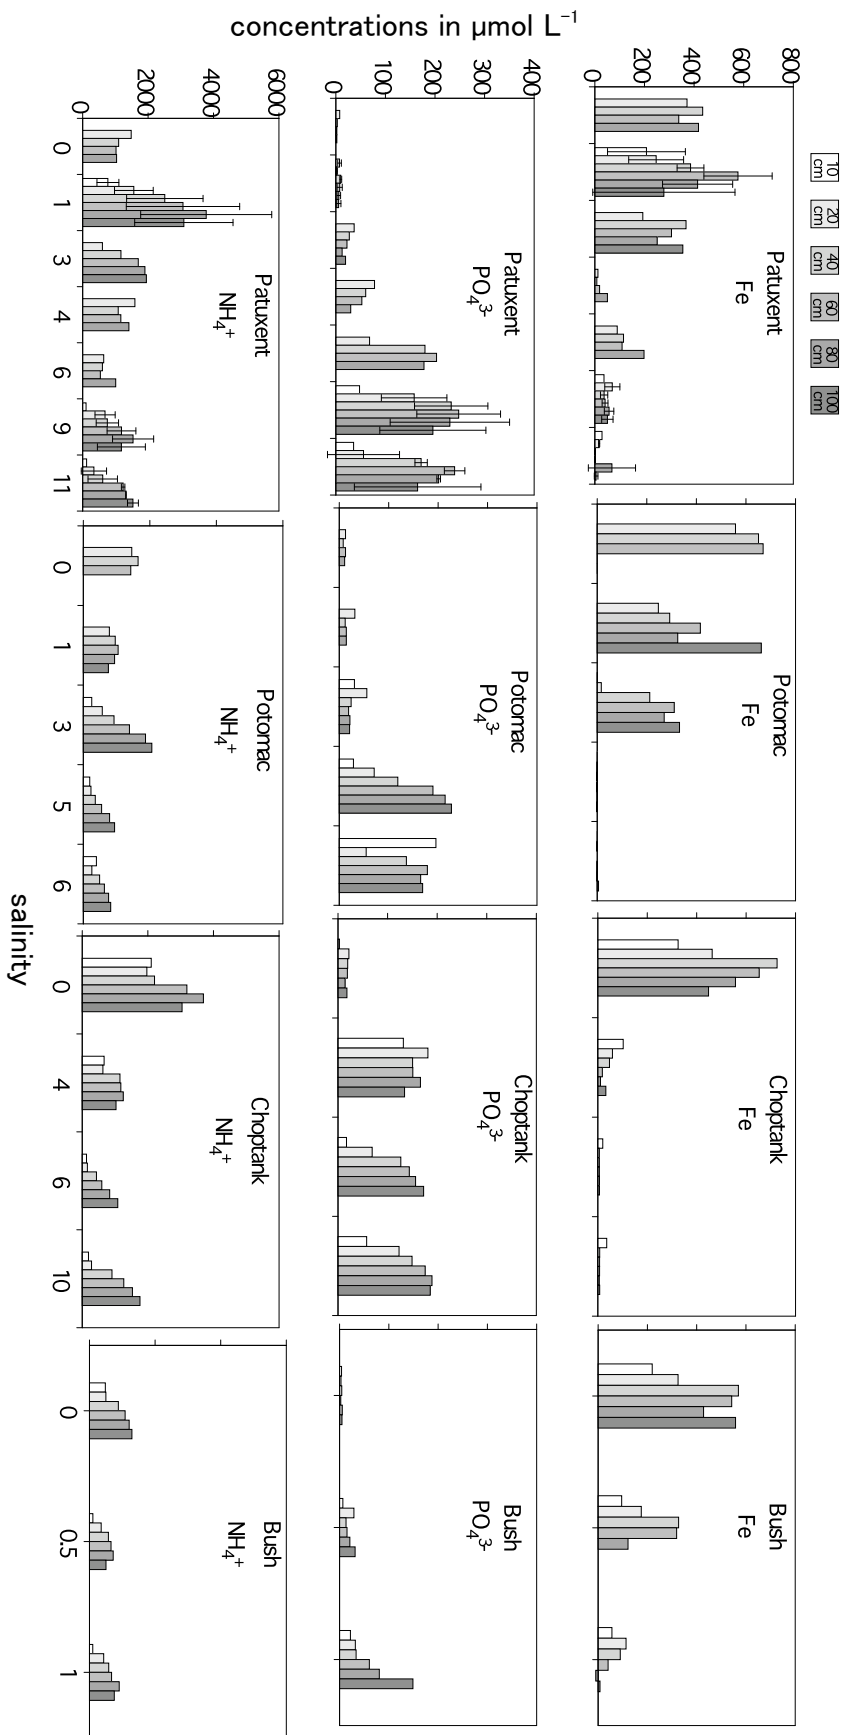 10 cm 20 cm 40 cm 60 cm 80 cm 100 cm
concentrations in µmol L⁻¹
800
600
400
200
0
Patuxent
Fe
Potomac
Fe
Choptank
Fe
Bush
Fe
400
300
200
100
0
Patuxent
PO₄³⁻
Potomac
PO₄³⁻
Choptank
PO₄³⁻
Bush
PO₄³⁻
6000
4000
2000
0
Patuxent
NH₄⁺
Potomac
NH₄⁺
Choptank
NH₄⁺
Bush
NH₄⁺
0 1 3 4 6 9 11
0 1 3 5 6
0 4 6 10
0 0.5 1
salinity